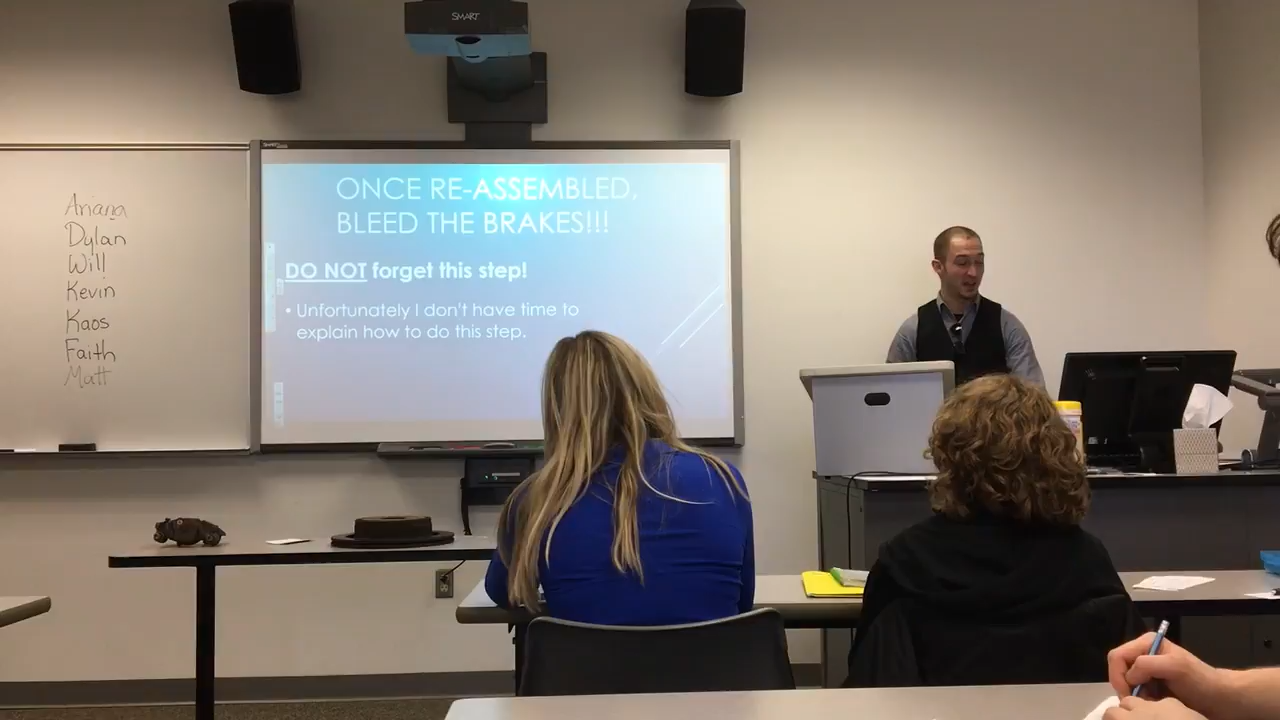 SMART
ONCE RE-ASSEMBLED,
BLEED THE BRAKES!!!
DO NOT forget this step!
• Unfortunately I don't have time to
explain how to do this step.
Ariana
Dylan
Will
Kevin
Kaos
Faith
Matt